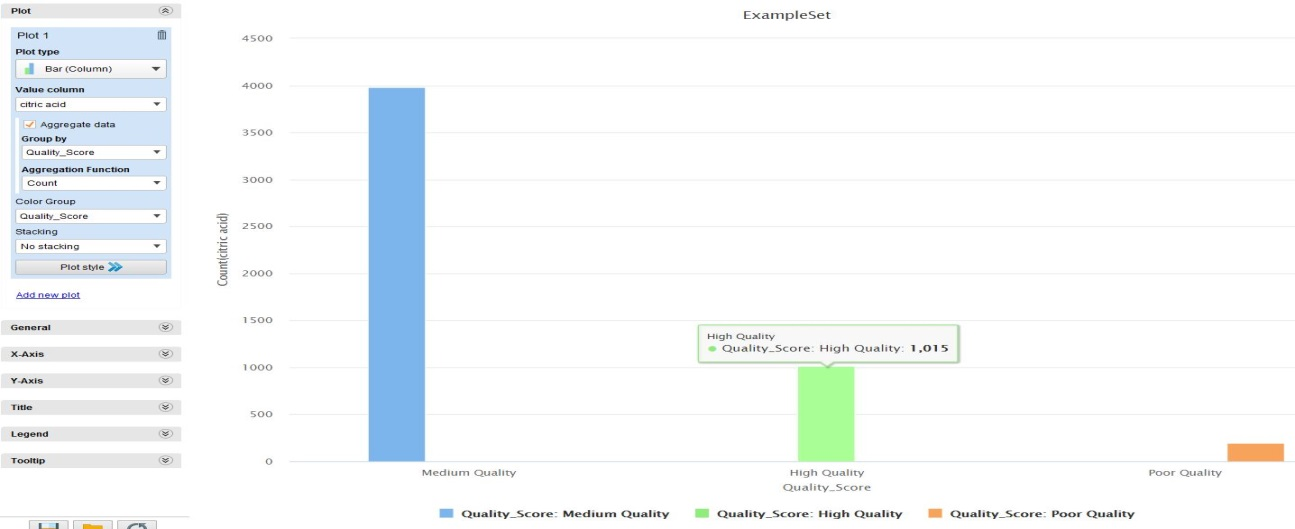 Plot
Plot 1
Plot type
Bar (Column)
Value column
citric acid
Aggregate data
Group by
Quality_Score
Aggregation Function
Count
Color Group
Quality_Score
Stacking
No stacking
Plot style
Add new plot
General
X-Axis
Y-Axis
Title
Legend
Tooltip
ExampleSet
Count(citric acid)
4500
4000
3500
3000
2500
2000
1500
1000
500
0
High Quality
Quality_Score: High Quality: 1,015
Medium Quality High Quality Poor Quality
Quality_Score
Quality_Score: Medium Quality Quality_Score: High Quality Quality_Score: Poor Quality